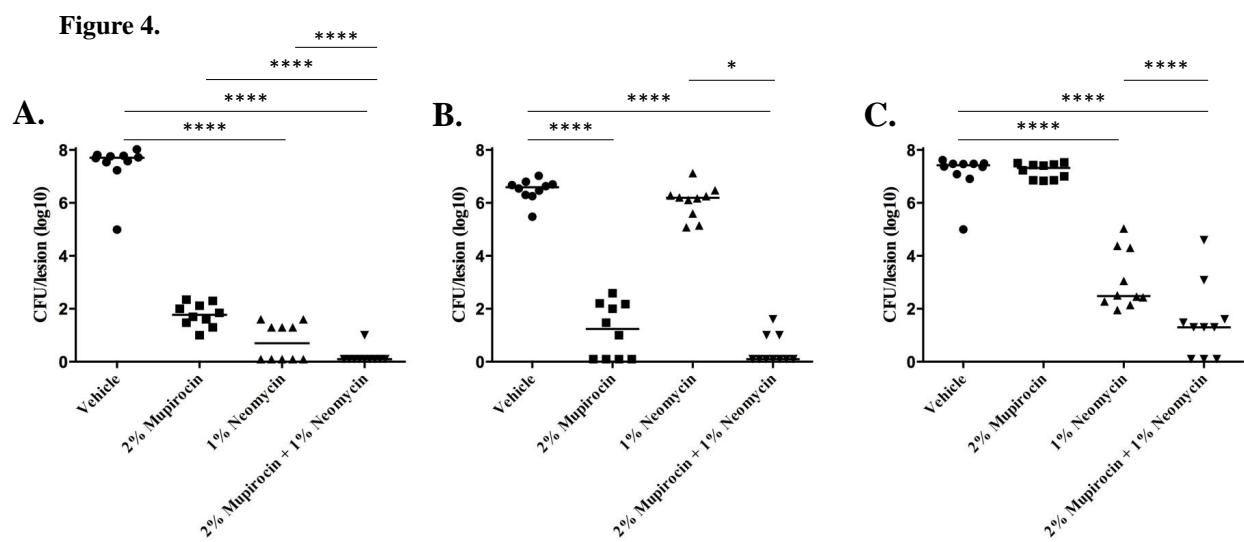 Figure 4.
A.
****
****
****
****
CFU/lesion (log10)
8
6
4
2
0
Vehicle
2% Mupirocin
1% Neomycin
2% Mupirocin + 1% Neomycin
B.
*
****
****
CFU/lesion (log10)
8
6
4
2
0
Vehicle
2% Mupirocin
1% Neomycin
2% Mupirocin + 1% Neomycin
C.
****
****
****
CFU/lesion (log10)
8
6
4
2
0
Vehicle
2% Mupirocin
1% Neomycin
2% Mupirocin + 1% Neomycin